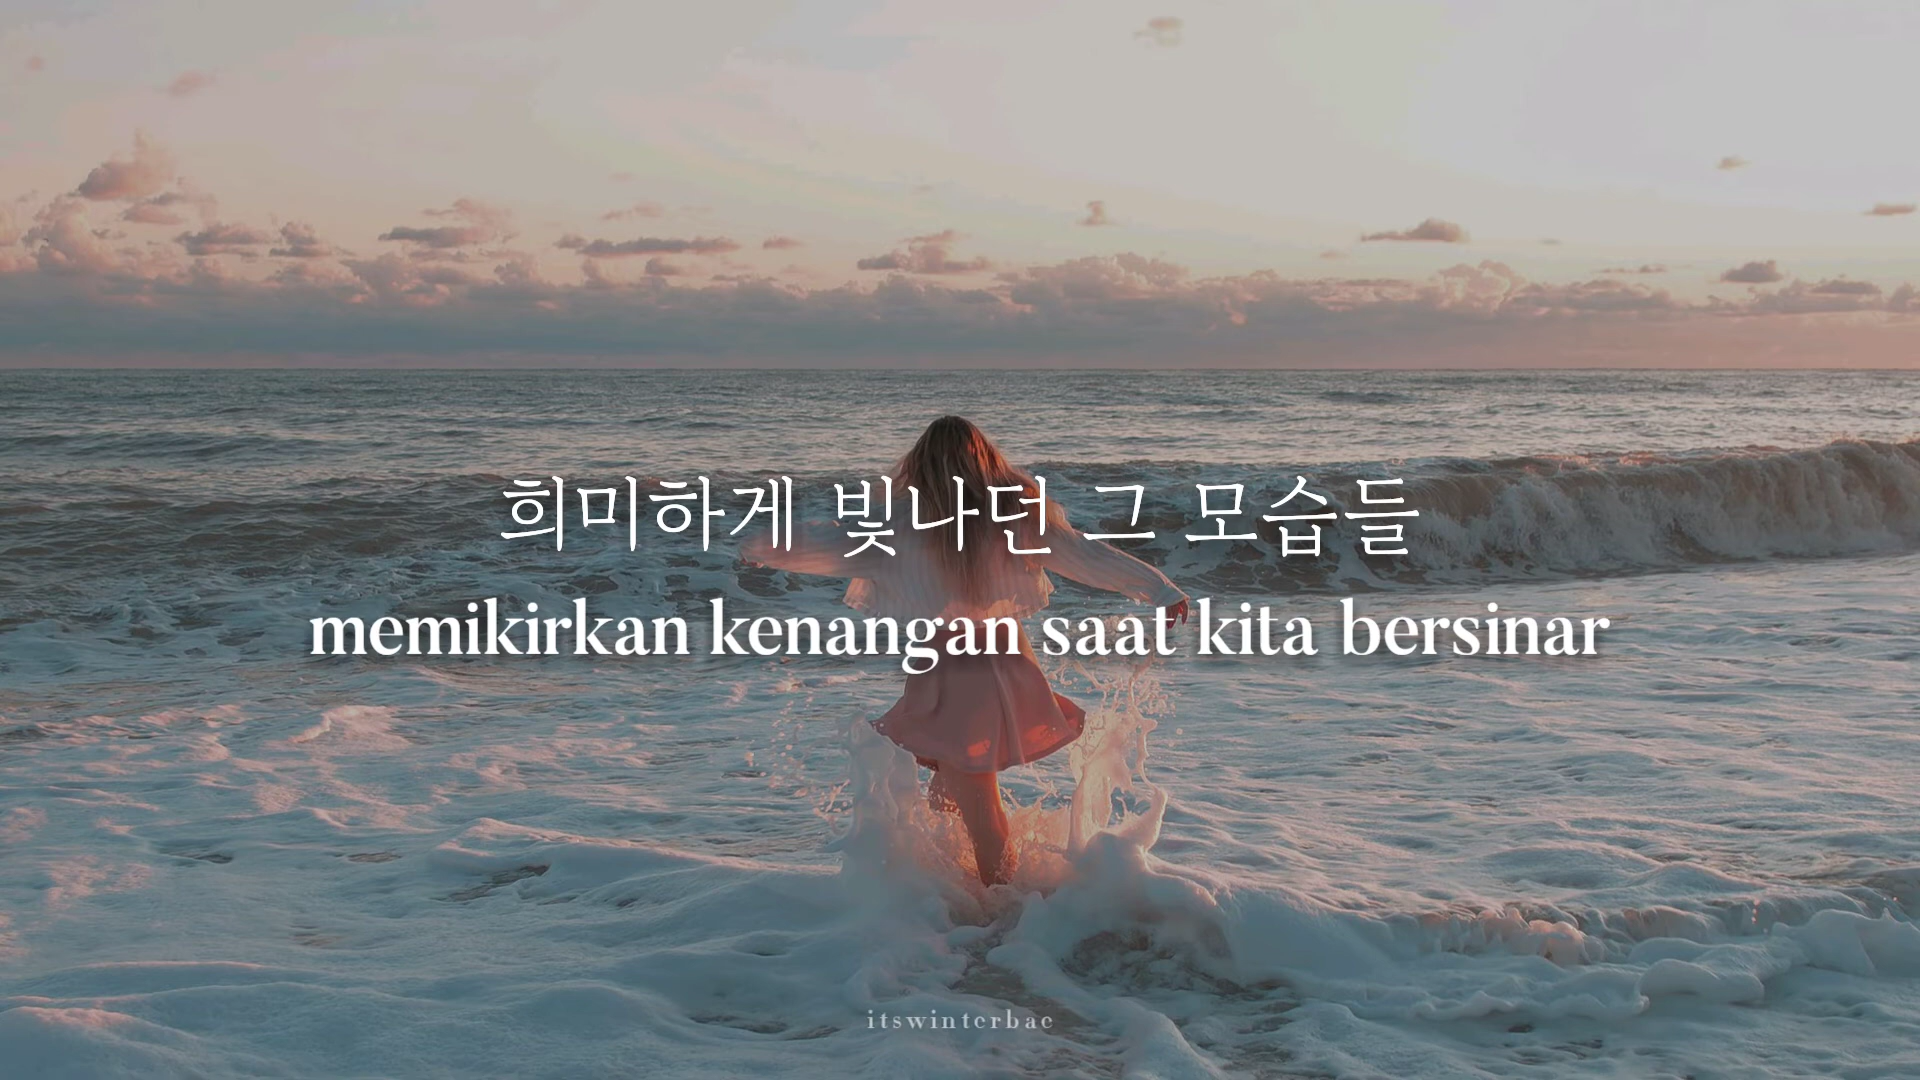 희미하게 빛나던 그 모습들
memikirkan kenangan saat kita bersinar
itswinterbae